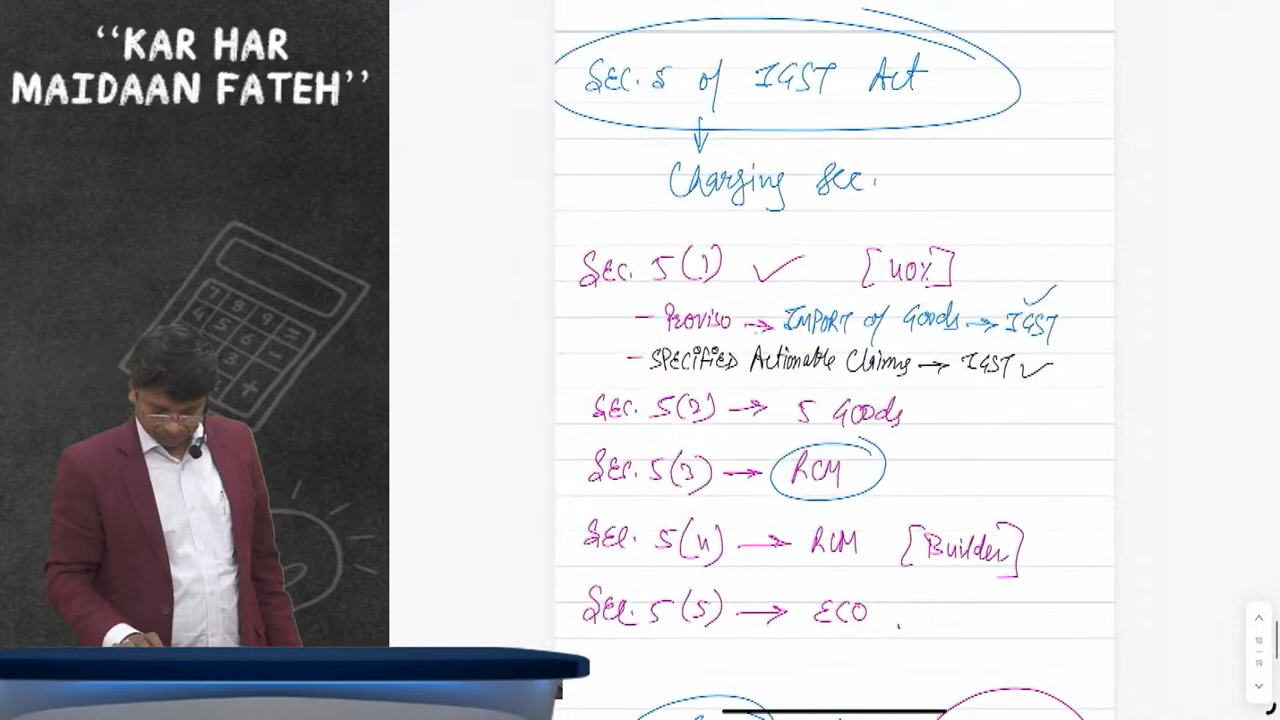 “KAR HAR
MAIDAAN FATEH”
SEC. 5 of IGST Act
↓
Charging Sec.
SEC. 5(1) ✓ [40%]
- Proviso → IMPORT of Goods → IGST ✓
- SPECIFIED Actionable Claims → IGST ✓
SEC. 5(2) → 5 Goods
SEC. 5(3) → RCM
SEC. 5(4) → RCM [Builder]
SEC. 5(5) → ECO.
18
19